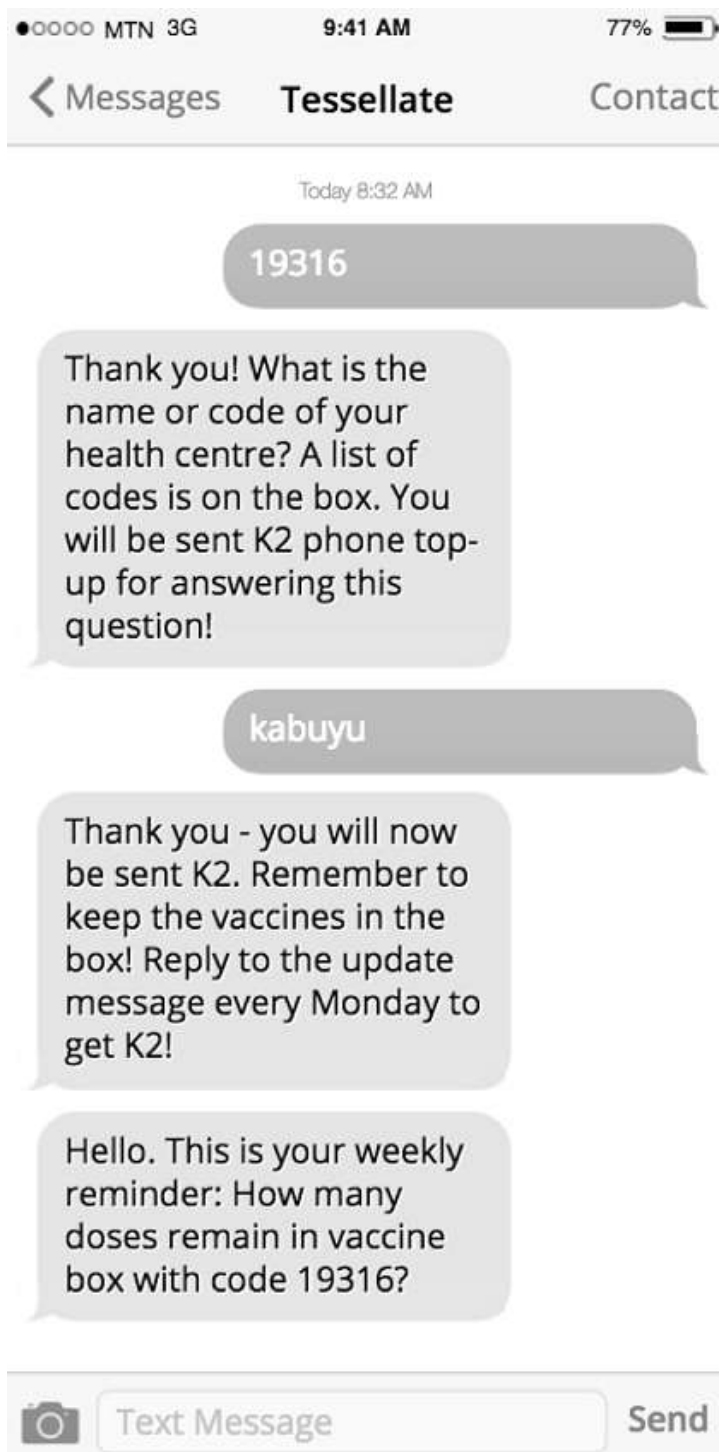 MTN 3G 9:41 AM 77%
Messages Tessellate Contact
Today 8:32 AM
19316
Thank you! What is the
name or code of your
health centre? A list of
codes is on the box. You
will be sent K2 phone top-
up for answering this
question!
kabuyu
Thank you - you will now
be sent K2. Remember to
keep the vaccines in the
box! Reply to the update
message every Monday to
get K2!
Hello. This is your weekly
reminder: How many
doses remain in vaccine
box with code 19316?
Text Message Send